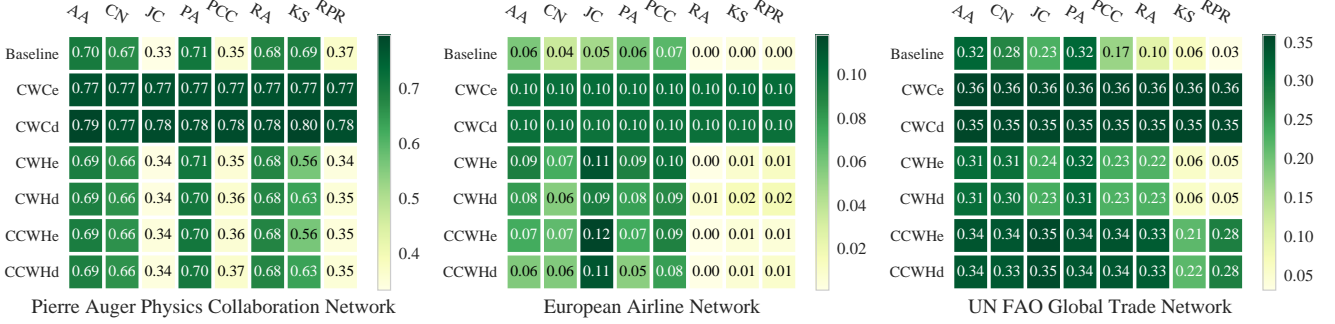 AA CN JC PA PCC RA KS RPR
Baseline 0.70 0.67 0.33 0.71 0.35 0.68 0.69 0.37
CWCe 0.77 0.77 0.77 0.77 0.77 0.77 0.77 0.77
CWCd 0.79 0.77 0.78 0.78 0.78 0.78 0.80 0.78
CWHe 0.69 0.66 0.34 0.71 0.35 0.68 0.56 0.34
CWHd 0.69 0.66 0.34 0.70 0.36 0.68 0.63 0.35
CCWHe 0.69 0.66 0.34 0.70 0.36 0.68 0.56 0.35
CCWHd 0.69 0.66 0.34 0.70 0.37 0.68 0.63 0.35
0.7
0.6
0.5
0.4
Pierre Auger Physics Collaboration Network
AA CN JC PA PCC RA KS RPR
Baseline 0.06 0.04 0.05 0.06 0.07 0.00 0.00 0.00
CWCe 0.10 0.10 0.10 0.10 0.10 0.10 0.10 0.10
CWCd 0.10 0.10 0.10 0.10 0.10 0.10 0.10 0.10
CWHe 0.09 0.07 0.11 0.09 0.10 0.00 0.01 0.01
CWHd 0.08 0.06 0.09 0.08 0.09 0.01 0.02 0.02
CCWHe 0.07 0.07 0.12 0.07 0.09 0.00 0.01 0.01
CCWHd 0.06 0.06 0.11 0.05 0.08 0.00 0.01 0.01
0.10
0.08
0.06
0.04
0.02
European Airline Network
AA CN JC PA PCC RA KS RPR
Baseline 0.32 0.28 0.23 0.32 0.17 0.10 0.06 0.03
CWCe 0.36 0.36 0.36 0.36 0.36 0.36 0.36 0.36
CWCd 0.35 0.35 0.35 0.35 0.35 0.35 0.35 0.35
CWHe 0.31 0.31 0.24 0.32 0.23 0.22 0.06 0.05
CWHd 0.31 0.30 0.23 0.31 0.23 0.23 0.06 0.05
CCWHe 0.34 0.34 0.35 0.34 0.34 0.33 0.21 0.28
CCWHd 0.34 0.33 0.35 0.34 0.34 0.33 0.22 0.28
0.35
0.30
0.25
0.20
0.15
0.10
0.05
UN FAO Global Trade Network